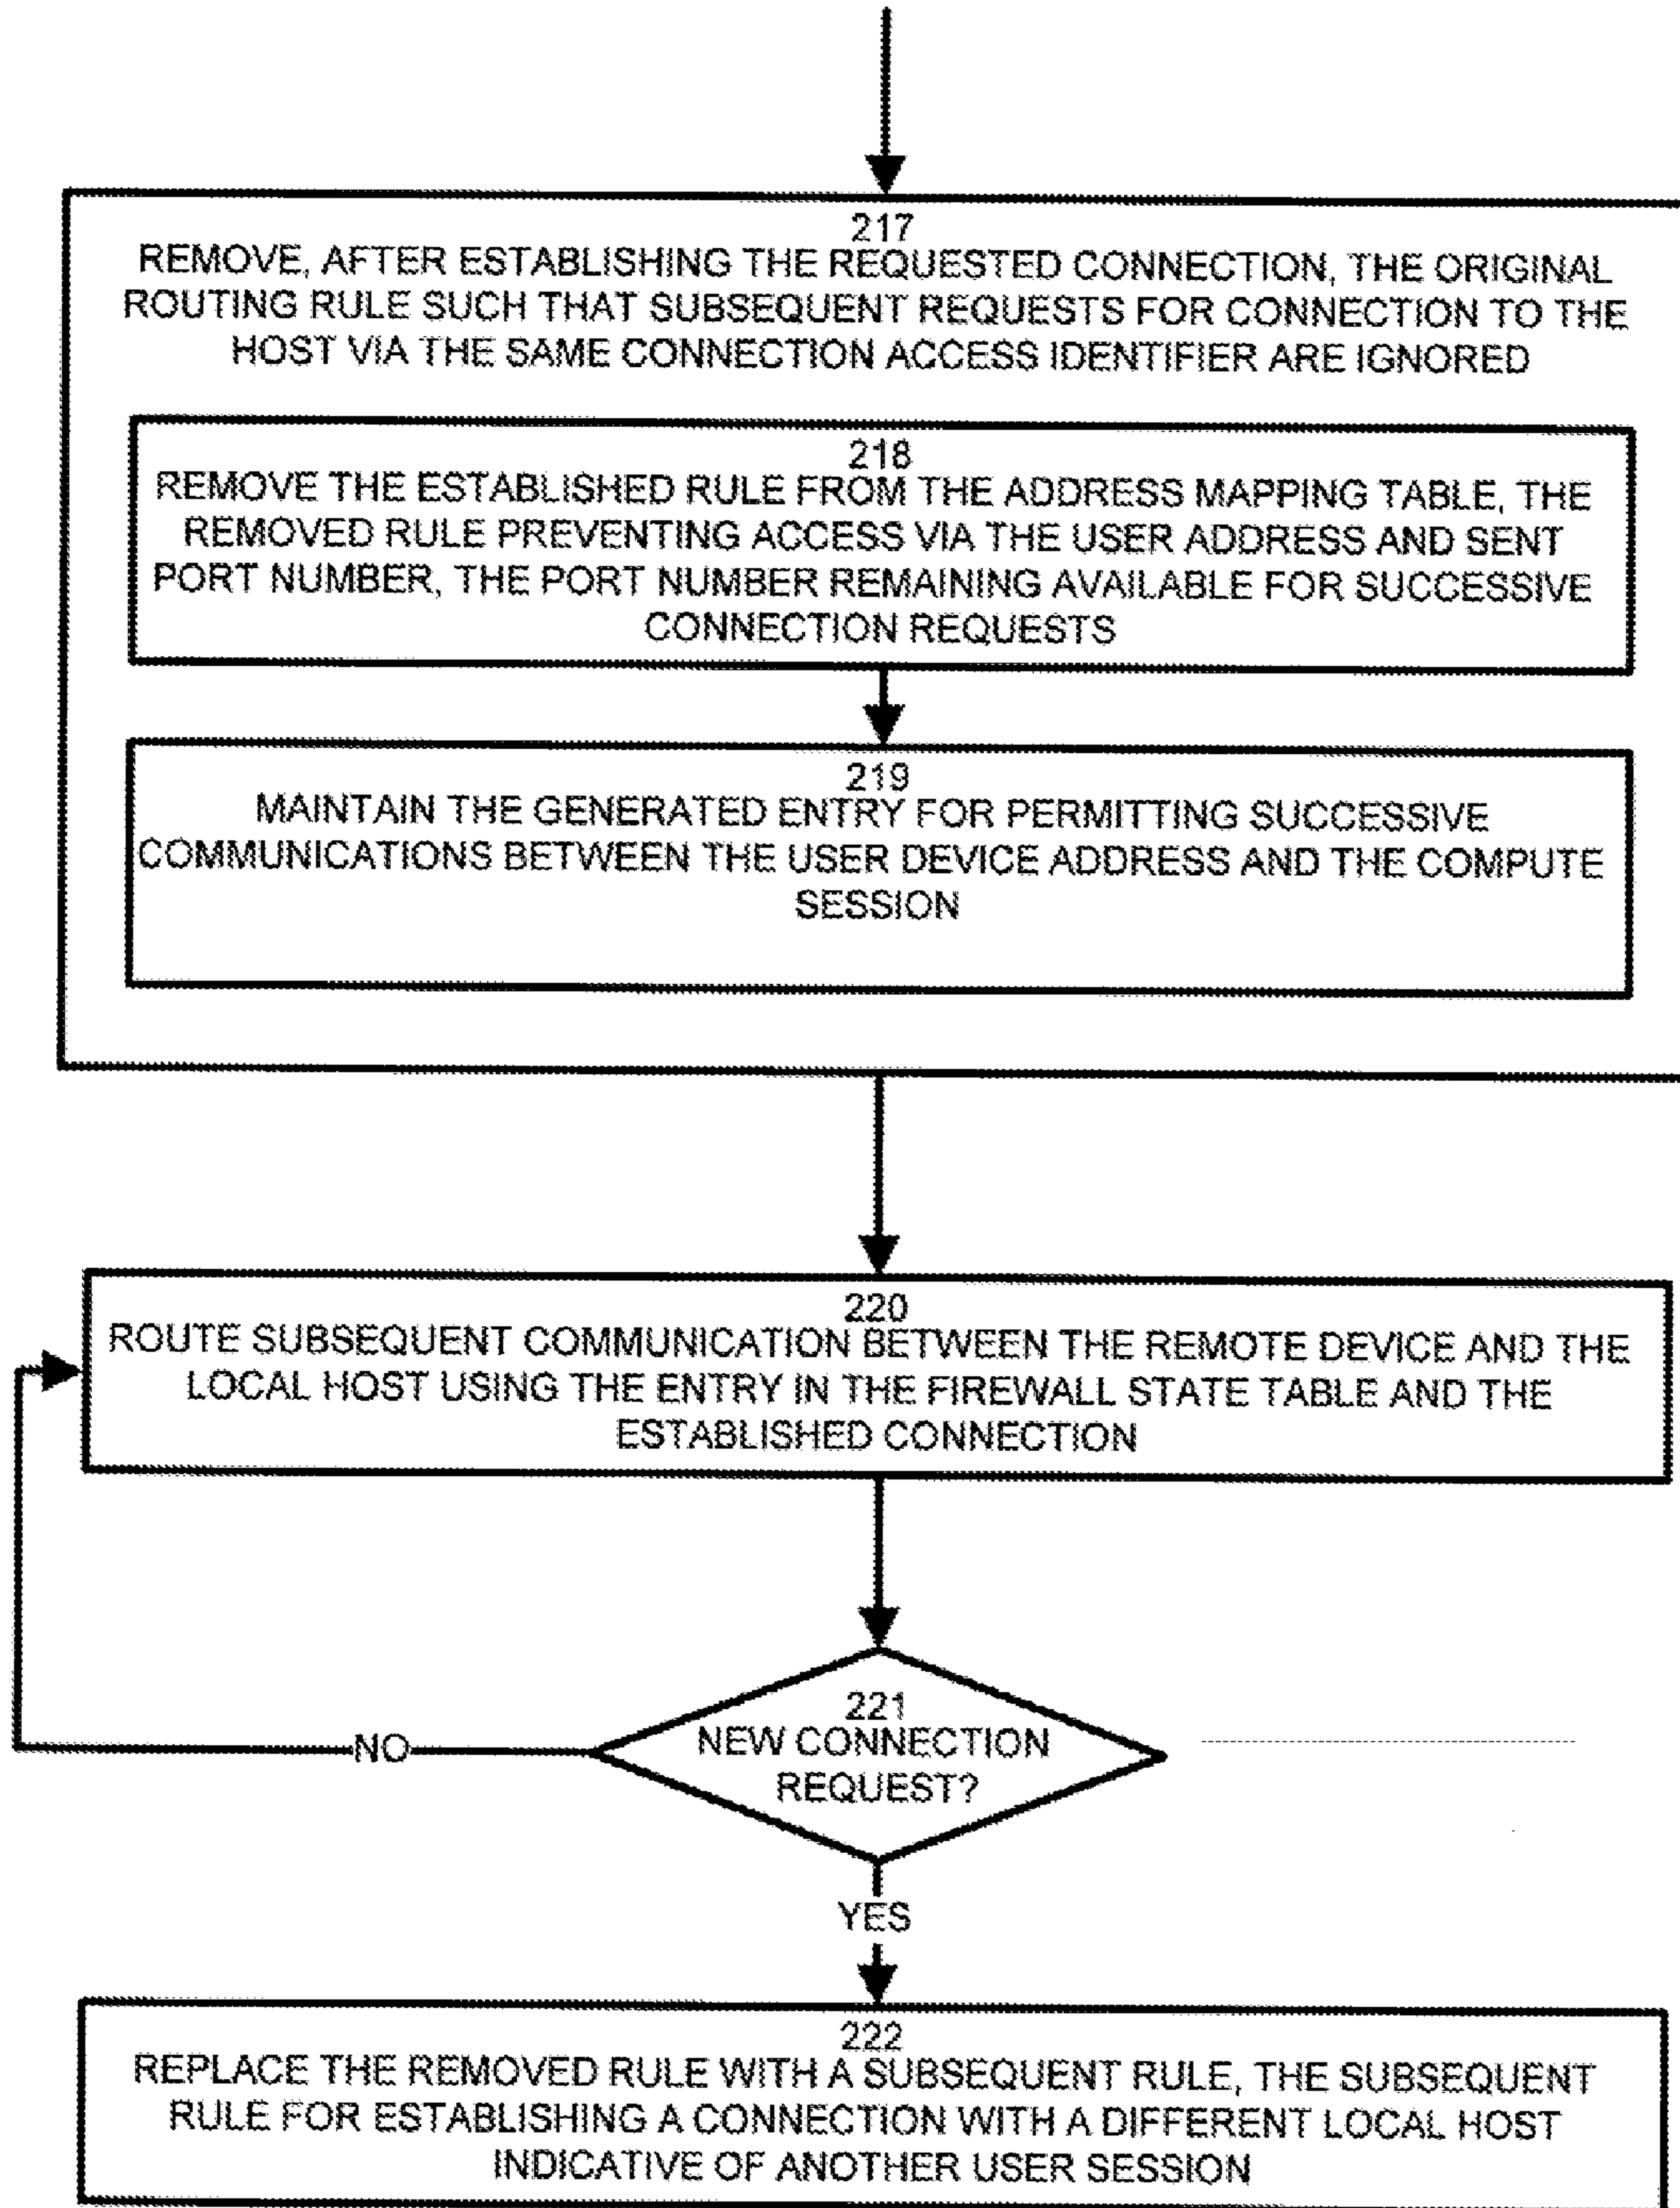 217
REMOVE, AFTER ESTABLISHING THE REQUESTED CONNECTION, THE ORIGINAL
ROUTING RULE SUCH THAT SUBSEQUENT REQUESTS FOR CONNECTION TO THE
HOST VIA THE SAME CONNECTION ACCESS IDENTIFIER ARE IGNORED
218
REMOVE THE ESTABLISHED RULE FROM THE ADDRESS MAPPING TABLE, THE
REMOVED RULE PREVENTING ACCESS VIA THE USER ADDRESS AND SENT
PORT NUMBER, THE PORT NUMBER REMAINING AVAILABLE FOR SUCCESSIVE
CONNECTION REQUESTS
219
MAINTAIN THE GENERATED ENTRY FOR PERMITTING SUCCESSIVE
COMMUNICATIONS BETWEEN THE USER DEVICE ADDRESS AND THE COMPUTE
SESSION
220
ROUTE SUBSEQUENT COMMUNICATION BETWEEN THE REMOTE DEVICE AND THE
LOCAL HOST USING THE ENTRY IN THE FIREWALL STATE TABLE AND THE
ESTABLISHED CONNECTION
221
NEW CONNECTION
REQUEST?
NO
YES
222
REPLACE THE REMOVED RULE WITH A SUBSEQUENT RULE, THE SUBSEQUENT
RULE FOR ESTABLISHING A CONNECTION WITH A DIFFERENT LOCAL HOST
INDICATIVE OF ANOTHER USER SESSION